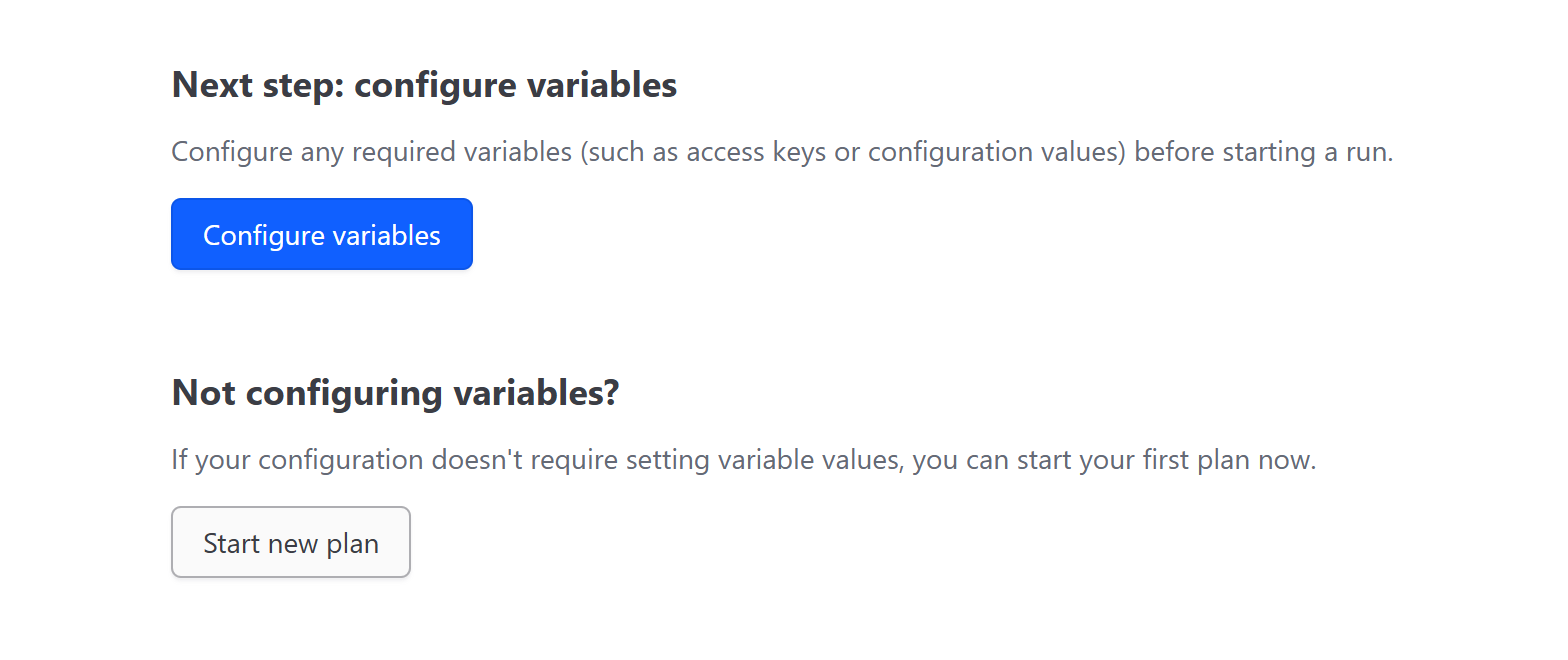 Next step: configure variables
Configure any required variables (such as access keys or configuration values) before starting a run.
Configure variables
Not configuring variables?
If your configuration doesn't require setting variable values, you can start your first plan now.
Start new plan